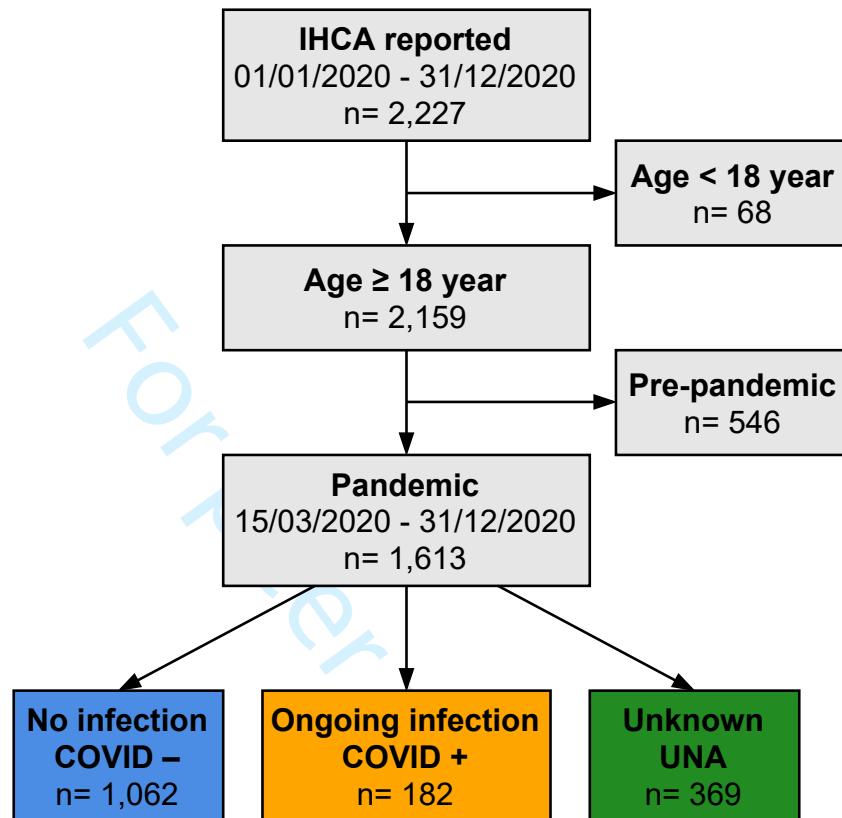 IHCA reported
01/01/2020 - 31/12/2020
n= 2,227
Age < 18 year
n= 68
Age ≥ 18 year
n= 2,159
Pre-pandemic
n= 546
Pandemic
15/03/2020 - 31/12/2020
n= 1,613
No infection
COVID –
n= 1,062
Ongoing infection
COVID +
n= 182
Unknown
UNA
n= 369
For